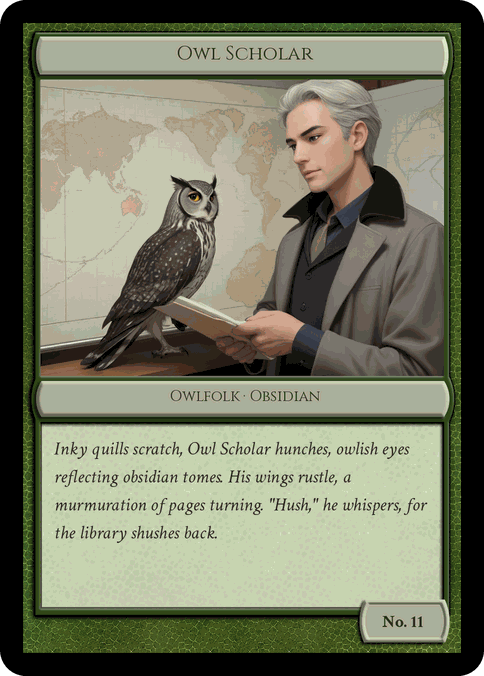 Owl Scholar
Owlfolk · Obsidian
Inky quills scratch, Owl Scholar hunches, owlish eyes
reflecting obsidian tomes. His wings rustle, a
murmuration of pages turning. "Hush," he whispers, for
the library shushes back.
No. 11